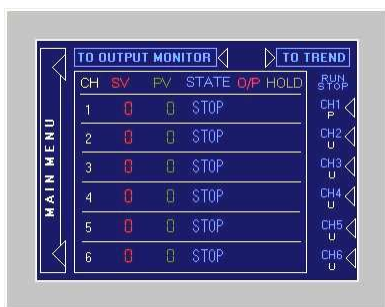 TO OUTPUT MONITOR TO TREND
CH SV PV STATE O/P HOLD RUN STOP
1 0 0 STOP CH1 P
2 0 0 STOP CH2 U
3 0 0 STOP CH3 U
4 0 0 STOP CH4 U
5 0 0 STOP CH5 U
6 0 0 STOP CH6 U
MAIN MENU